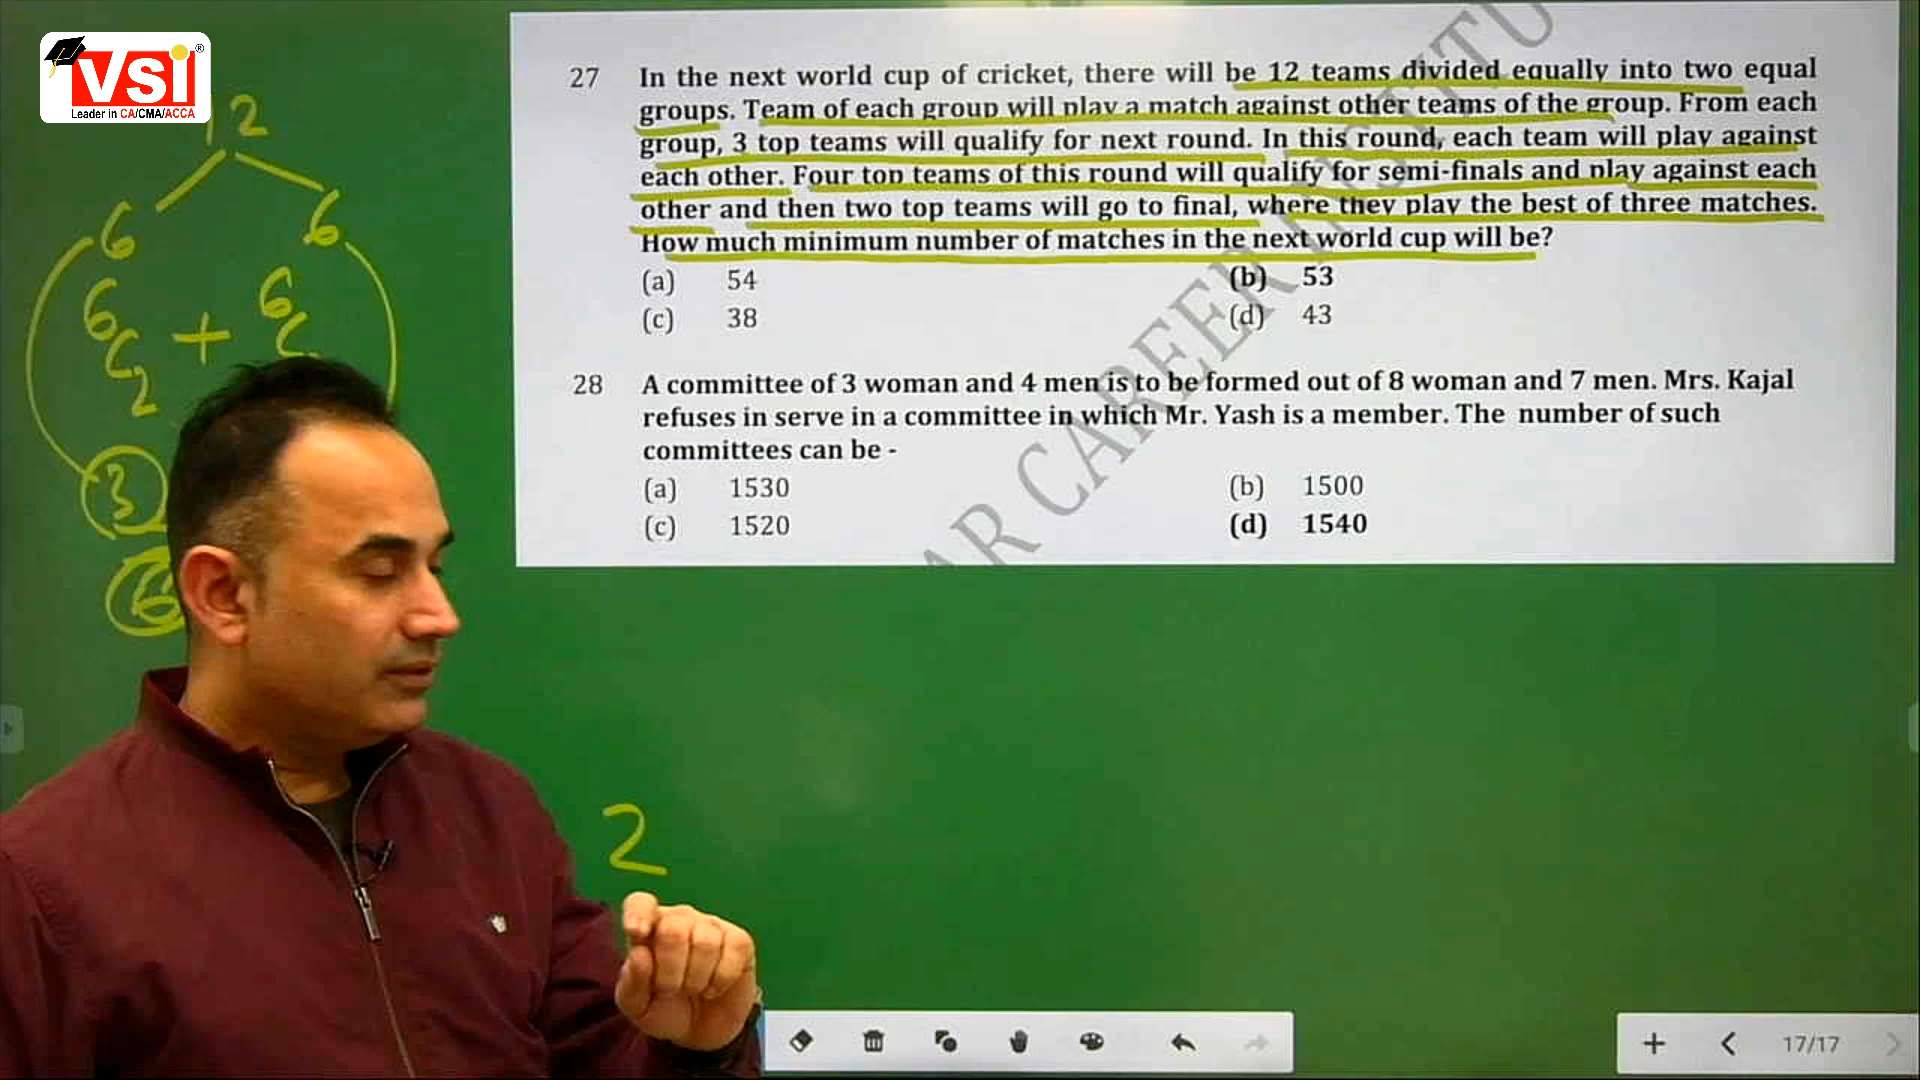 VSI
®
Leader in CA/CMA/ACCA
12
6 6
6C2 + 6C
3
6
27 In the next world cup of cricket, there will be 12 teams divided equally into two equal
groups. Team of each group will play a match against other teams of the group. From each
group, 3 top teams will qualify for next round. In this round, each team will play against
each other. Four top teams of this round will qualify for semi-finals and play against each
other and then two top teams will go to final, where they play the best of three matches.
How much minimum number of matches in the next world cup will be?
(a) 54 (b) 53
(c) 38 (d) 43
28 A committee of 3 woman and 4 men is to be formed out of 8 woman and 7 men. Mrs. Kajal
refuses in serve in a committee in which Mr. Yash is a member. The number of such
committees can be -
(a) 1530 (b) 1500
(c) 1520 (d) 1540
AR CAREER INSTITU
2
17/17